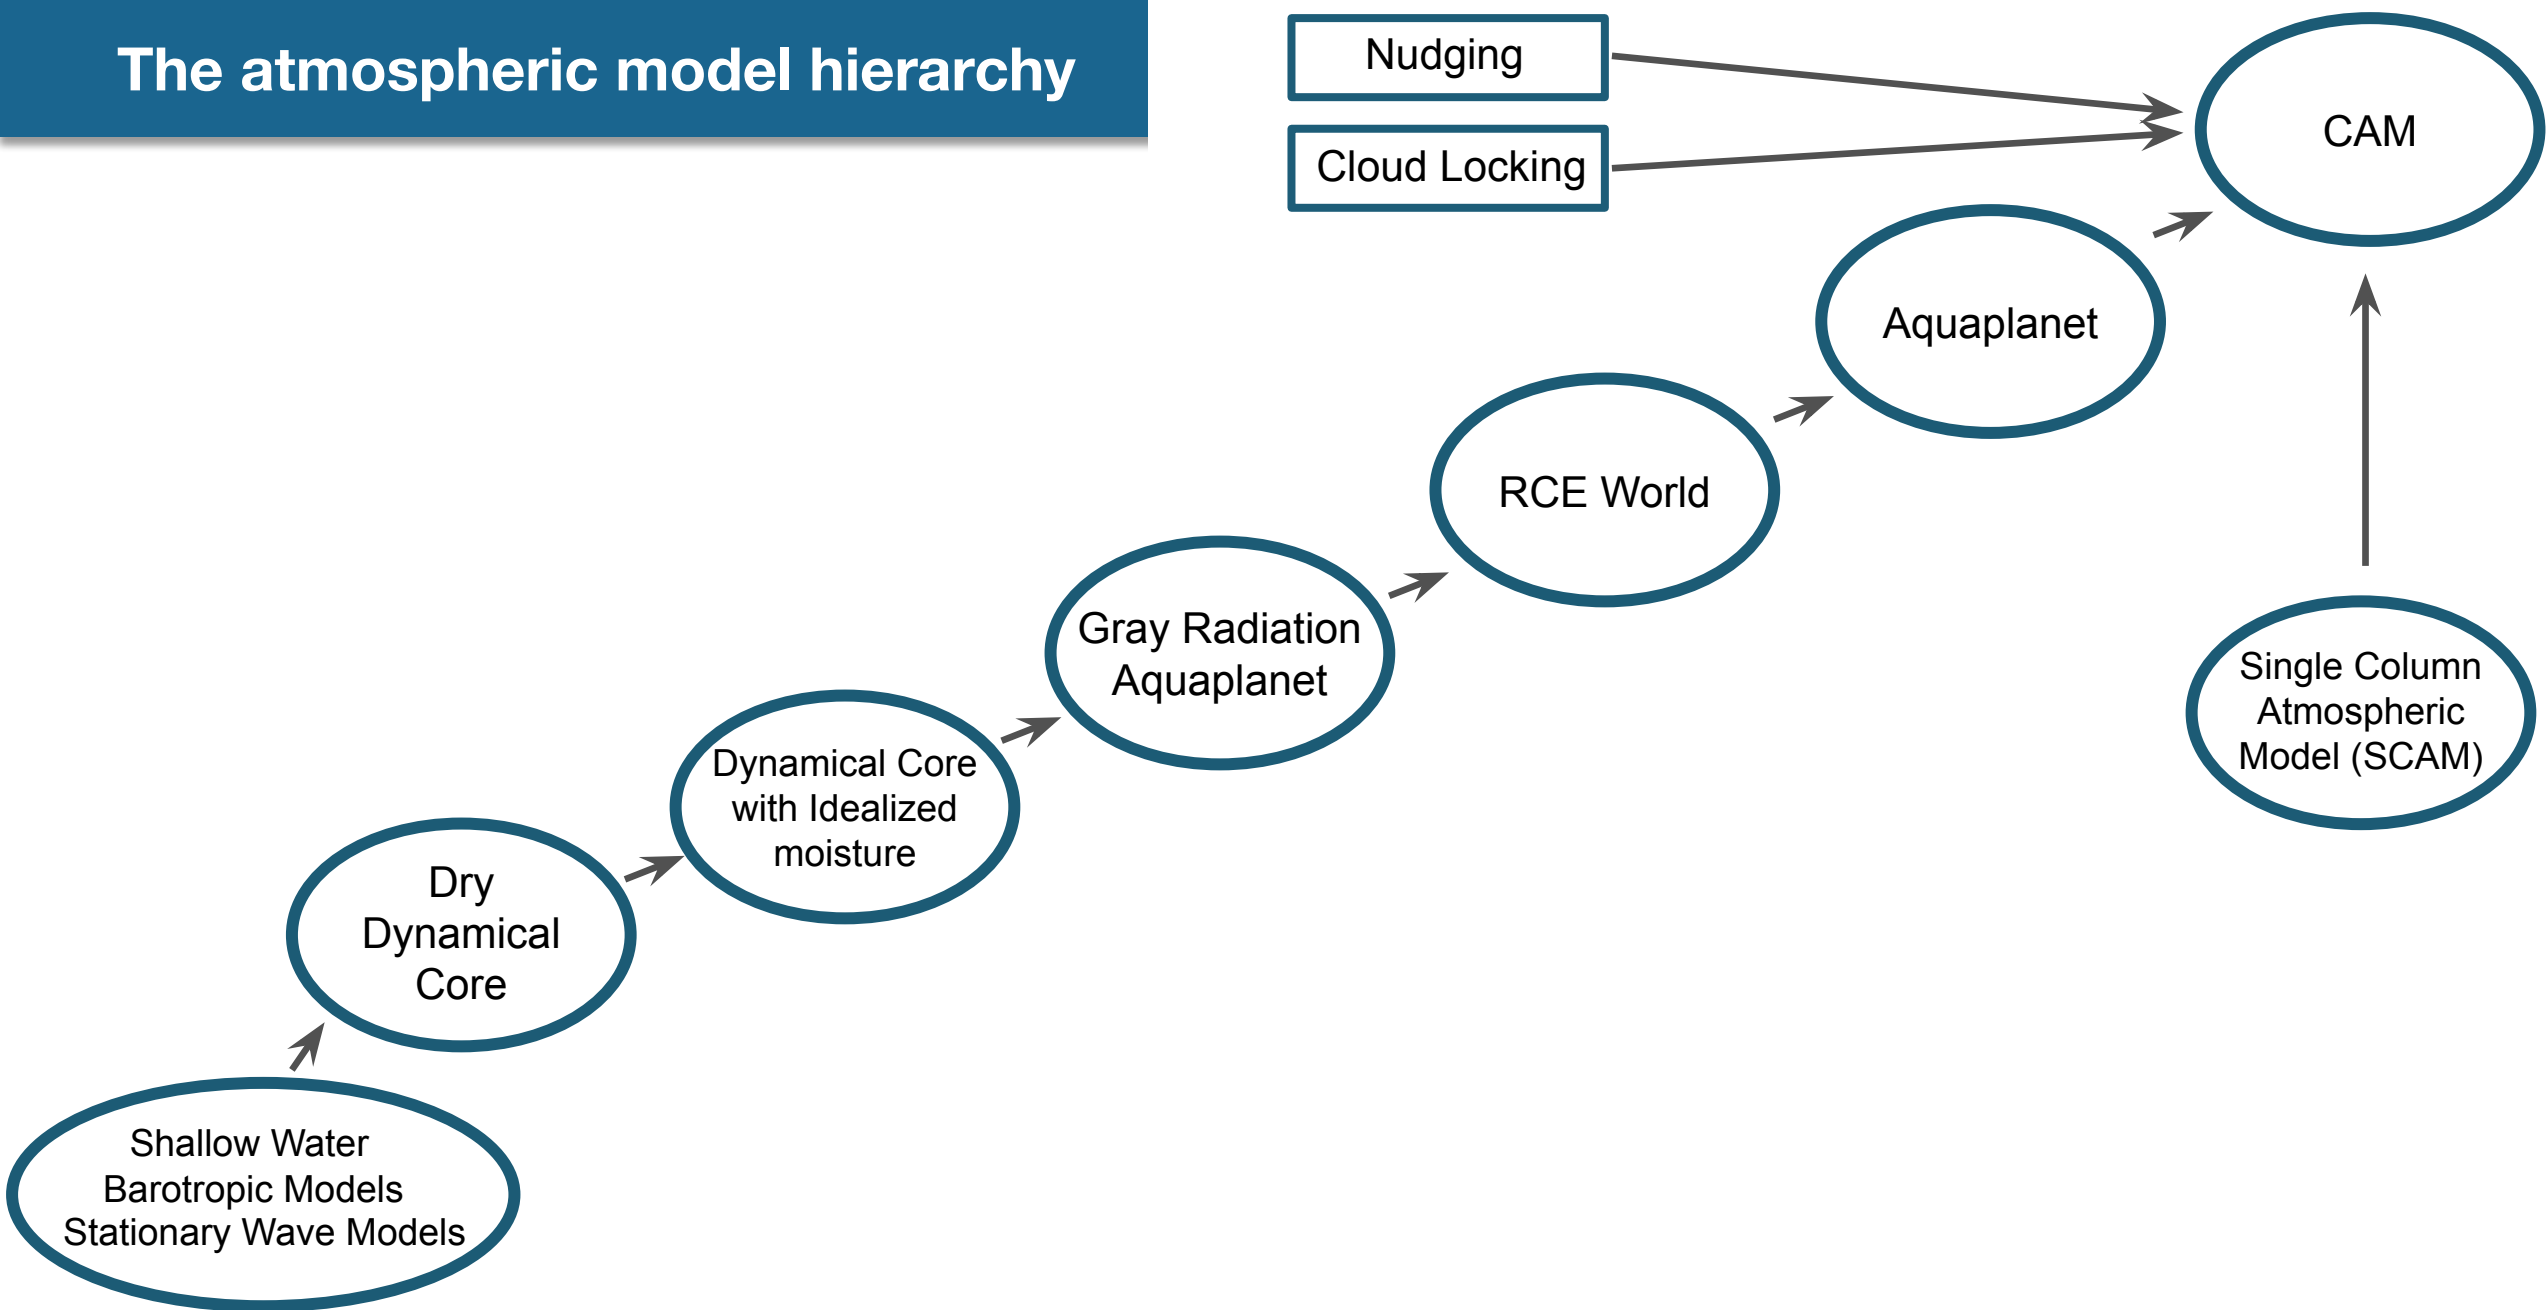 The atmospheric model hierarchy
Nudging
Cloud Locking
CAM
Aquaplanet
RCE World
Gray Radiation
Aquaplanet
Single Column
Atmospheric
Model (SCAM)
Dynamical Core
with Idealized
moisture
Dry
Dynamical
Core
Shallow Water
Barotropic Models
Stationary Wave Models